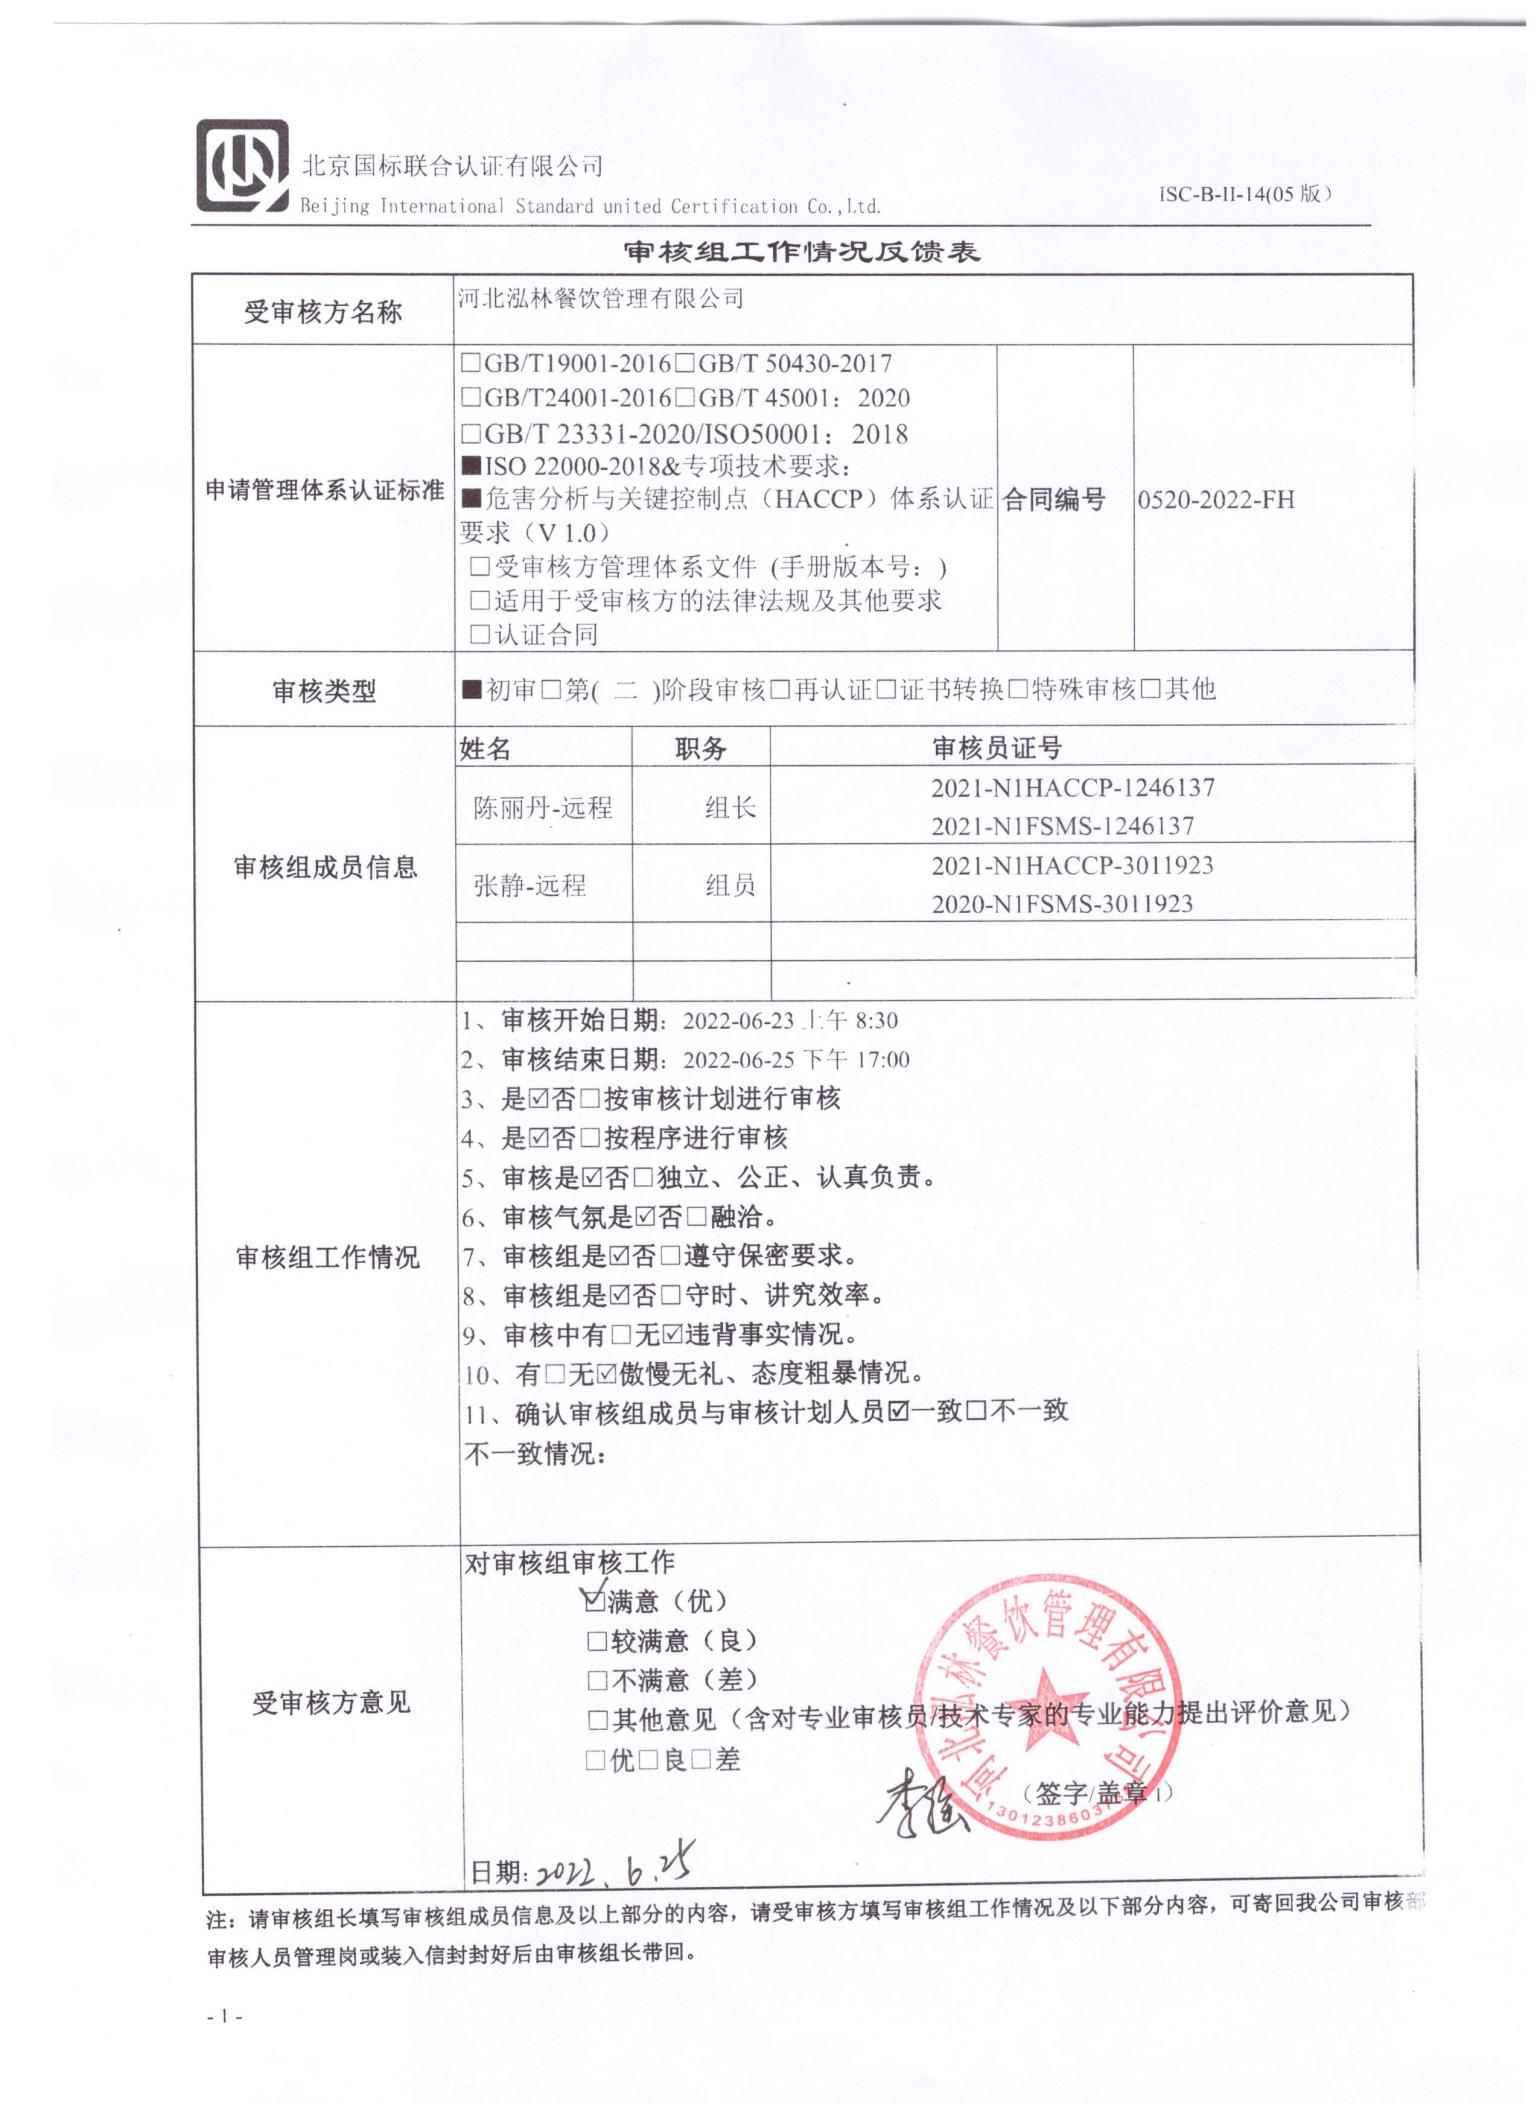 北京国标联合认证有限公司
Beijing International Standard united Certification Co.,Ltd.
ISC-B-II-14(05 版)
审核组工作情况反馈表
受审核方名称
河北泓林餐饮管理有限公司
申请管理体系认证标准
□GB/T19001-2016□GB/T 50430-2017
□GB/T24001-2016□GB/T 45001：2020
□GB/T 23331-2020/ISO50001：2018
■ISO 22000-2018&专项技术要求：
■危害分析与关键控制点（HACCP）体系认证
要求（V 1.0）
□受审核方管理体系文件 (手册版本号：)
□适用于受审核方的法律法规及其他要求
□认证合同
合同编号
0520-2022-FH
审核类型
■初审□第( 二 )阶段审核□再认证□证书转换□特殊审核□其他
审核组成员信息
姓名 职务 审核员证号
陈丽丹-远程 组长 2021-N1HACCP-1246137
2021-N1FSMS-1246137
张静-远程 组员 2021-N1HACCP-3011923
2020-N1FSMS-3011923
审核组工作情况
1、审核开始日期：2022-06-23 上午 8:30
2、审核结束日期：2022-06-25 下午 17:00
3、是☑否□按审核计划进行审核
4、是☑否□按程序进行审核
5、审核是☑否□独立、公正、认真负责。
6、审核气氛是☑否□融洽。
7、审核组是☑否□遵守保密要求。
8、审核组是☑否□守时、讲究效率。
9、审核中有□无☑违背事实情况。
10、有□无☑傲慢无礼、态度粗暴情况。
11、确认审核组成员与审核计划人员☑一致□不一致
不一致情况：
受审核方意见
对审核组审核工作
☑满意（优）
□较满意（良）
□不满意（差）
□其他意见（含对专业审核员/技术专家的专业能力提出评价意见）
□优□良□差
（签字/盖章）
河北泓林餐饮管理有限公司
日期: 2022.6.25
注：请审核组长填写审核组成员信息及以上部分的内容，请受审核方填写审核组工作情况及以下部分内容，可寄回我公司审核部
审核人员管理岗或装入信封封好后由审核组长带回。
- 1 -